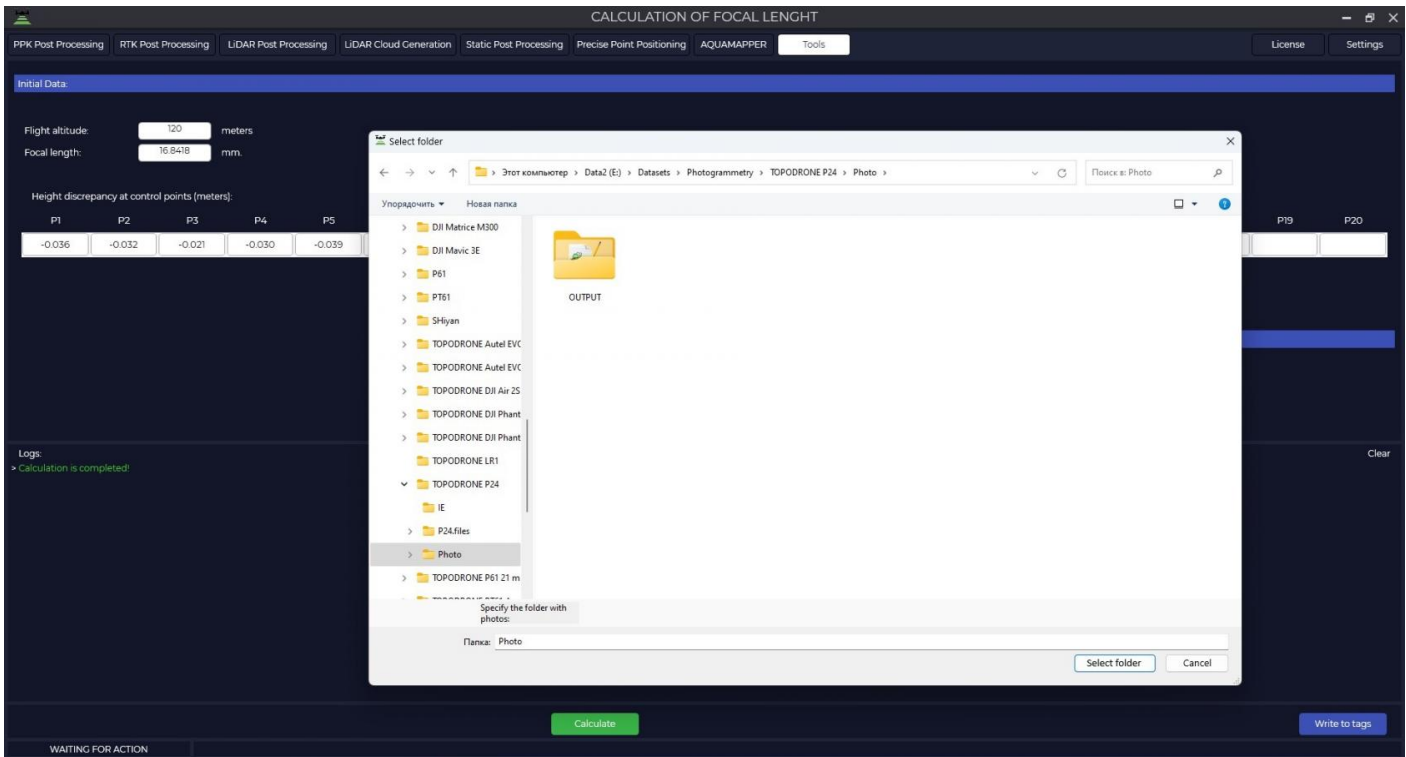 CALCULATION OF FOCAL LENGHT
PPK Post Processing RTK Post Processing LiDAR Post Processing LiDAR Cloud Generation Static Post Processing Precise Point Positioning AQUAMAPPER Tools License Settings
Initial Data:
Flight altitude: 120 meters
Focal length: 16.8418 mm.
Height discrepancy at control points (meters):
P1 P2 P3 P4 P5 P19 P20
-0.036 -0.032 -0.021 -0.030 -0.039
Select folder
Этот компьютер > Data2 (E:) > Datasets > Photogrammetry > TOPODRONE P24 > Photo >
Поиск в: Photo
Упорядочить Новая папка
DJI Matrice M300
DJI Mavic 3E
P61
PT61
SHiyan
TOPODRONE Autel EVC
TOPODRONE Autel EVC
TOPODRONE DJI Air 2S
TOPODRONE DJI Phant
TOPODRONE DJI Phant
TOPODRONE LR1
TOPODRONE P24
IE
P24.files
Photo
TOPODRONE P61 21 m
OUTPUT
Specify the folder with
photos:
Папка: Photo
Select folder Cancel
Logs: Clear
> Calculation is completed!
Calculate Write to tags
WAITING FOR ACTION